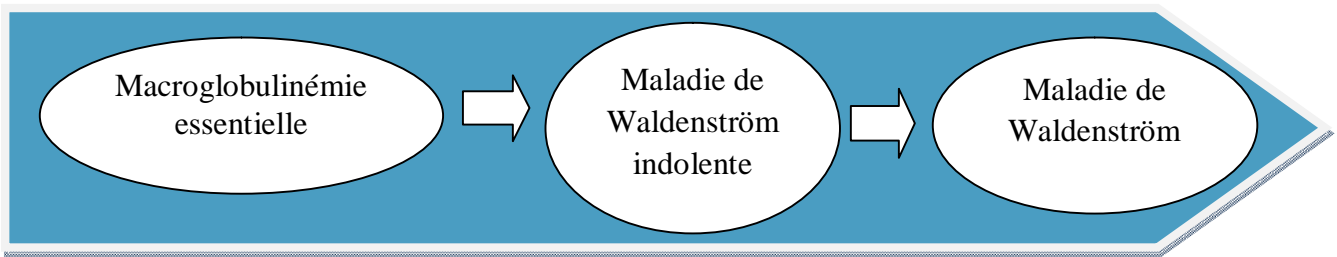 Macroglobulinémie
essentielle
Maladie de
Waldenström
indolente
Maladie de
Waldenström